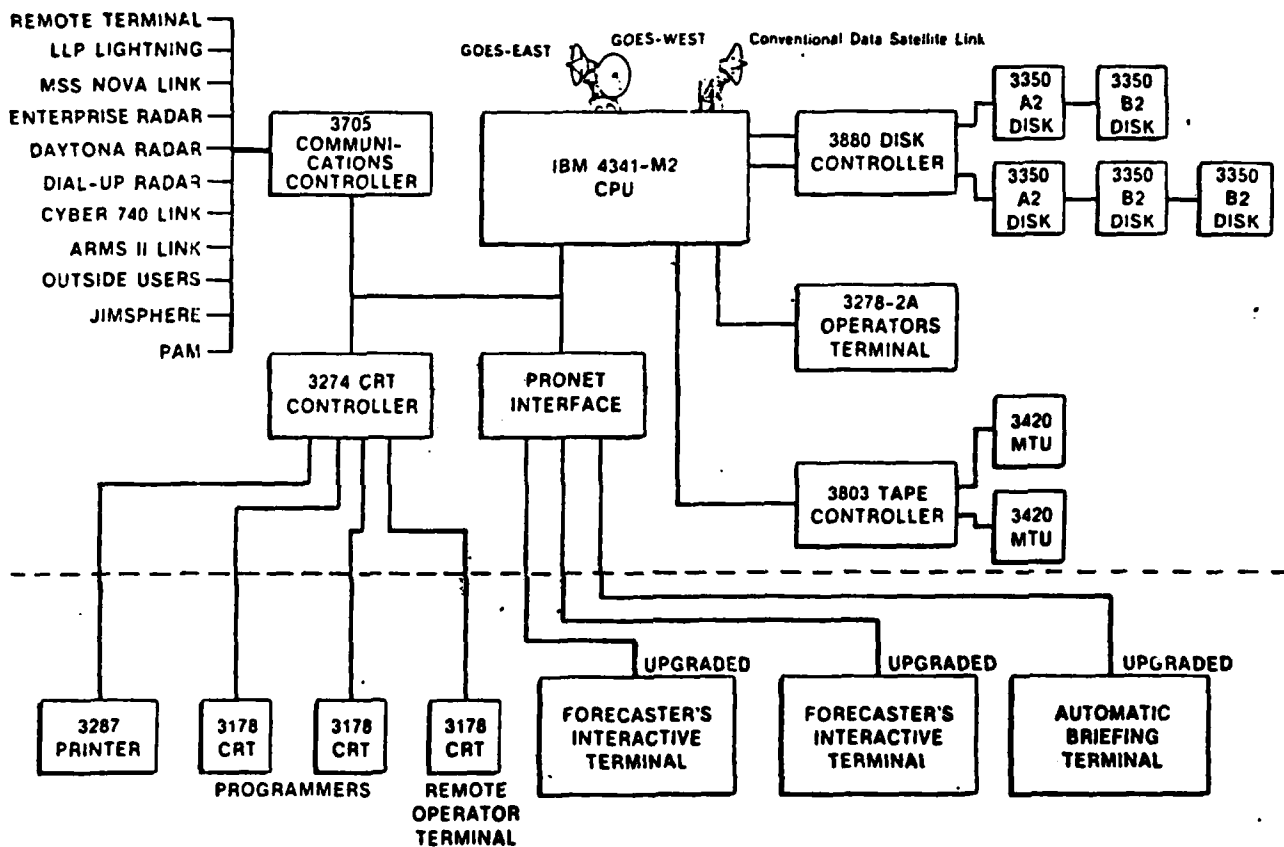 REMOTE TERMINAL
LLP LIGHTNING
MSS NOVA LINK
ENTERPRISE RADAR
DAYTONA RADAR
DIAL-UP RADAR
CYBER 740 LINK
ARMS II LINK
OUTSIDE USERS
JIMSPHERE
PAM
3705
COMMUNI-
CATIONS
CONTROLLER
GOES-EAST
GOES-WEST
Conventional Data Satellite Link
IBM 4341-M2
CPU
3880 DISK
CONTROLLER
3350
A2
DISK
3350
B2
DISK
3350
A2
DISK
3350
B2
DISK
3350
B2
DISK
3278-2A
OPERATORS
TERMINAL
3274 CRT
CONTROLLER
PRONET
INTERFACE
3803 TAPE
CONTROLLER
3420
MTU
3420
MTU
3287
PRINTER
3178
CRT
3178
CRT
PROGRAMMERS
3178
CRT
REMOTE
OPERATOR
TERMINAL
UPGRADED
FORECASTER'S
INTERACTIVE
TERMINAL
UPGRADED
FORECASTER'S
INTERACTIVE
TERMINAL
UPGRADED
AUTOMATIC
BRIEFING
TERMINAL